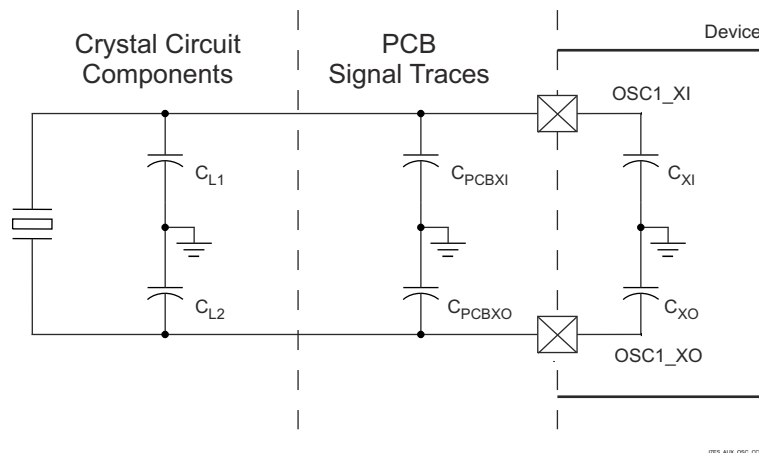 Crystal Circuit
Components
PCB
Signal Traces
Device
OSC1_XI
CL1
CPCBXI
CXI
CL2
CPCBXO
CXO
OSC1_XO